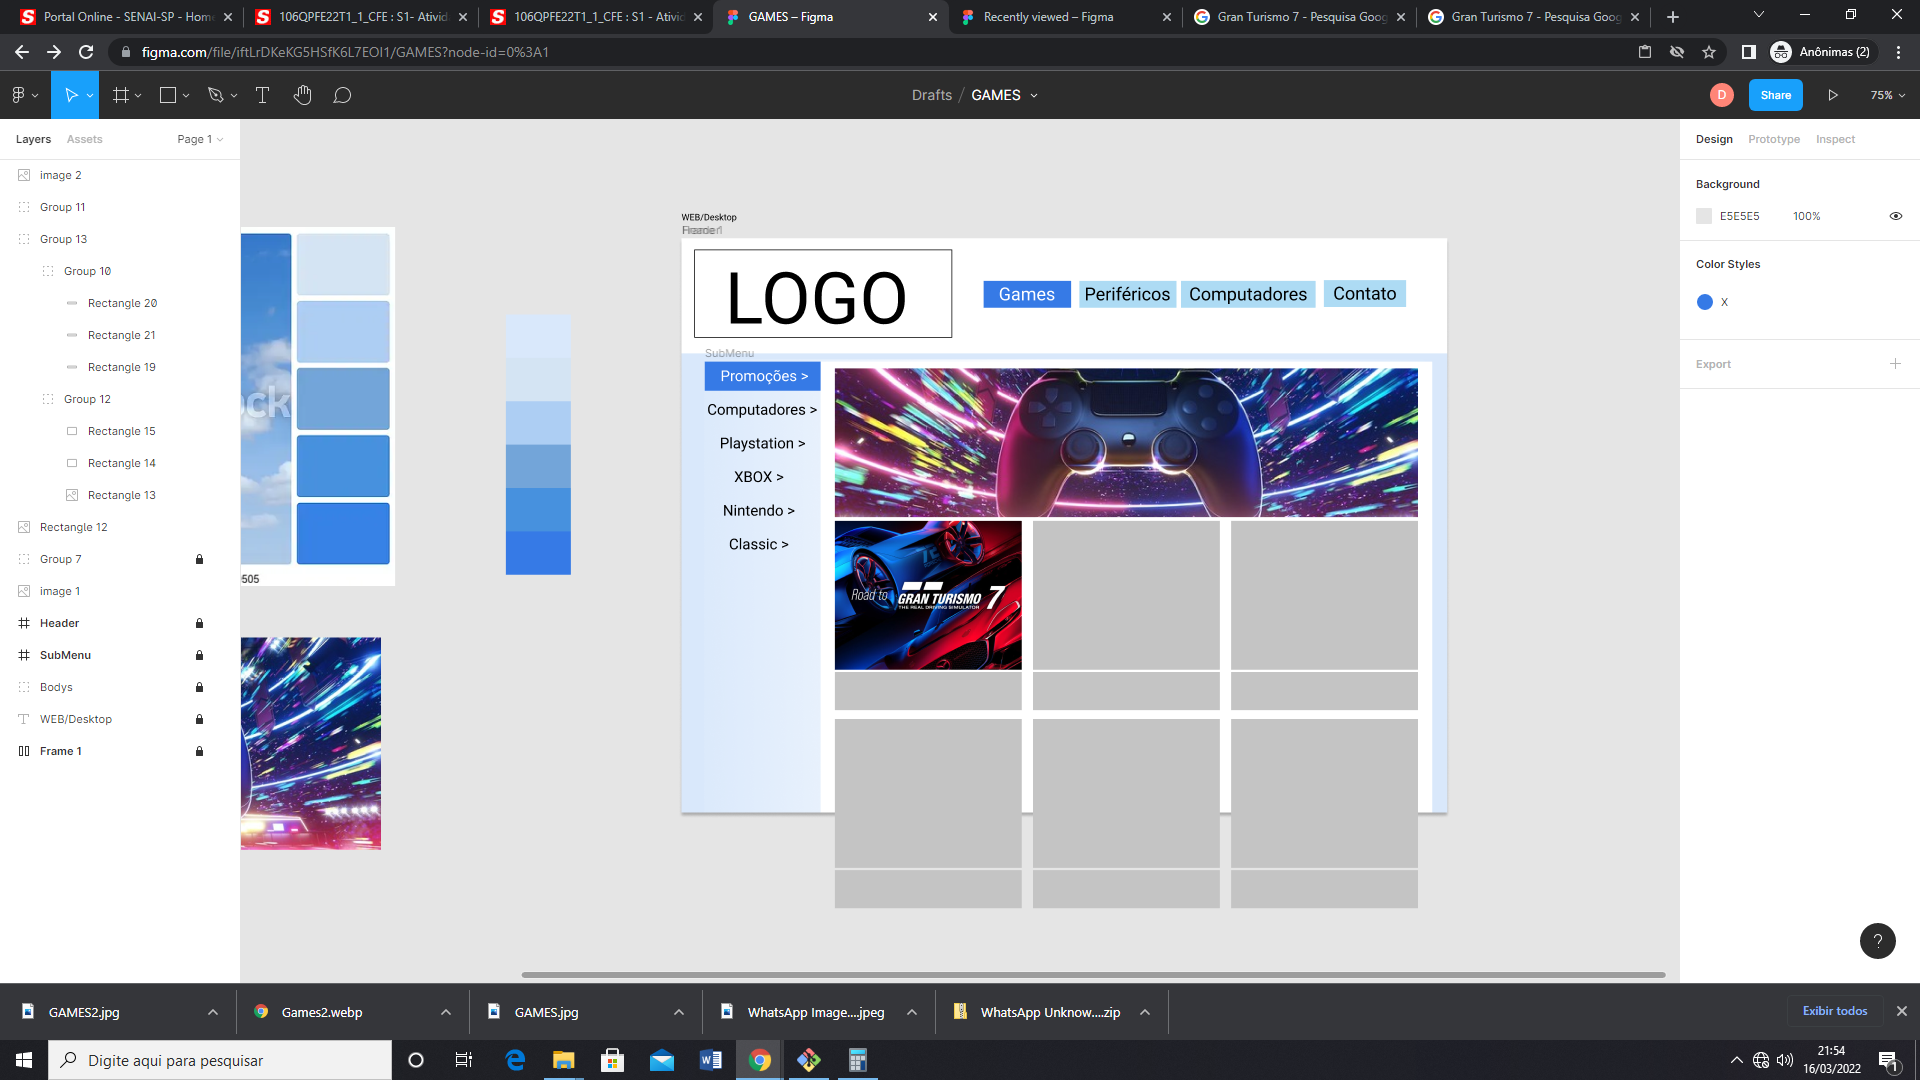 Portal Online - SENAI-SP - Hom
106QPFE22T1_1_CFE : S1- Ativid
106QPFE22T1_1_CFE : S1 - Ativid
GAMES – Figma
Recently viewed – Figma
Gran Turismo 7 - Pesquisa Goog
Gran Turismo 7 - Pesquisa Goog
figma.com/file/iftLrDKeKG5HSfK6L7EOI1/GAMES?node-id=0%3A1
Anônimas (2)
Drafts / GAMES
D
Share
75%
Layers
Assets
Page 1
image 2
Group 11
Group 13
Group 10
Rectangle 20
Rectangle 21
Rectangle 19
Group 12
Rectangle 15
Rectangle 14
Rectangle 13
Rectangle 12
Group 7
image 1
Header
SubMenu
Bodys
WEB/Desktop
Frame 1
ock
9505
WEB/Desktop
LOGO
Games
Periféricos
Computadores
Contato
SubMenu
Promoções >
Computadores >
Playstation >
XBOX >
Nintendo >
Classic >
Road to
GRAN TURISMO 7
THE REAL DRIVING SIMULATOR
Design
Prototype
Inspect
Background
E5E5E5
100%
Color Styles
X
Export
?
GAMES2.jpg
Games2.webp
GAMES.jpg
WhatsApp Image....jpeg
WhatsApp Unknow....zip
Exibir todos
Digite aqui para pesquisar
21:54
16/03/2022
1